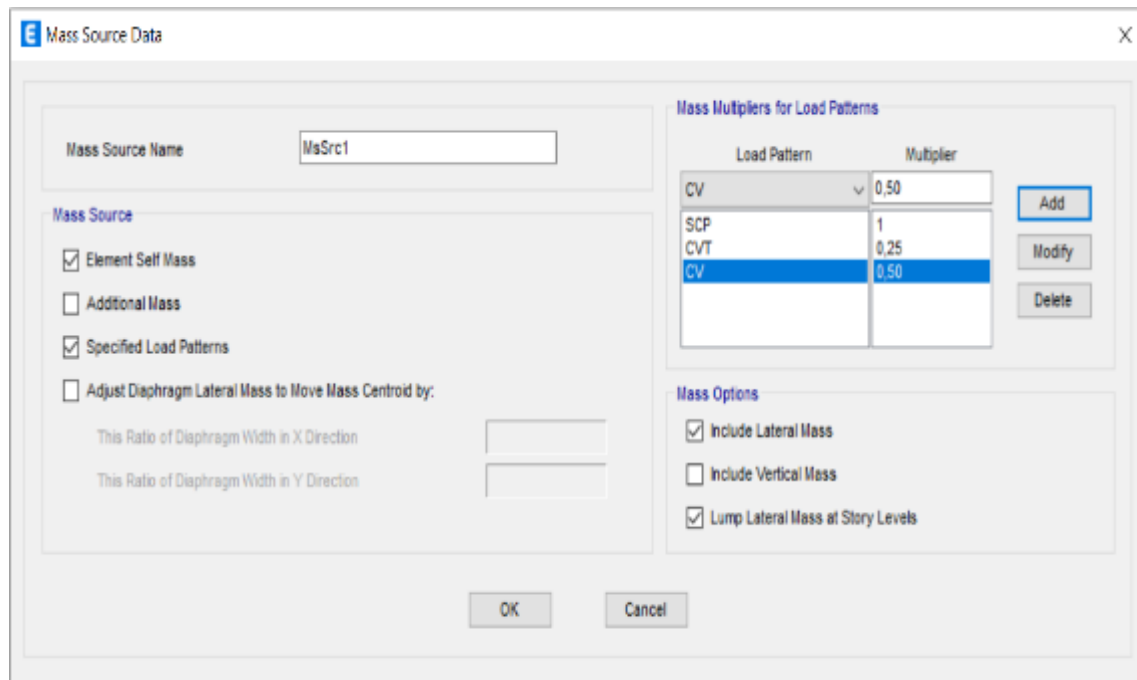 E Mass Source Data X
Mass Source Name MsSrc1
Mass Source
Element Self Mass
Additional Mass
Specified Load Patterns
Adjust Diaphragm Lateral Mass to Move Mass Centroid by:
This Ratio of Diaphragm Width in X Direction
This Ratio of Diaphragm Width in Y Direction
Mass Multipliers for Load Patterns
Load Pattern Multiplier
CV 0,50
SCP 1
CVT 0,25
CV 0,50
Add
Modify
Delete
Mass Options
Include Lateral Mass
Include Vertical Mass
Lump Lateral Mass at Story Levels
OK Cancel